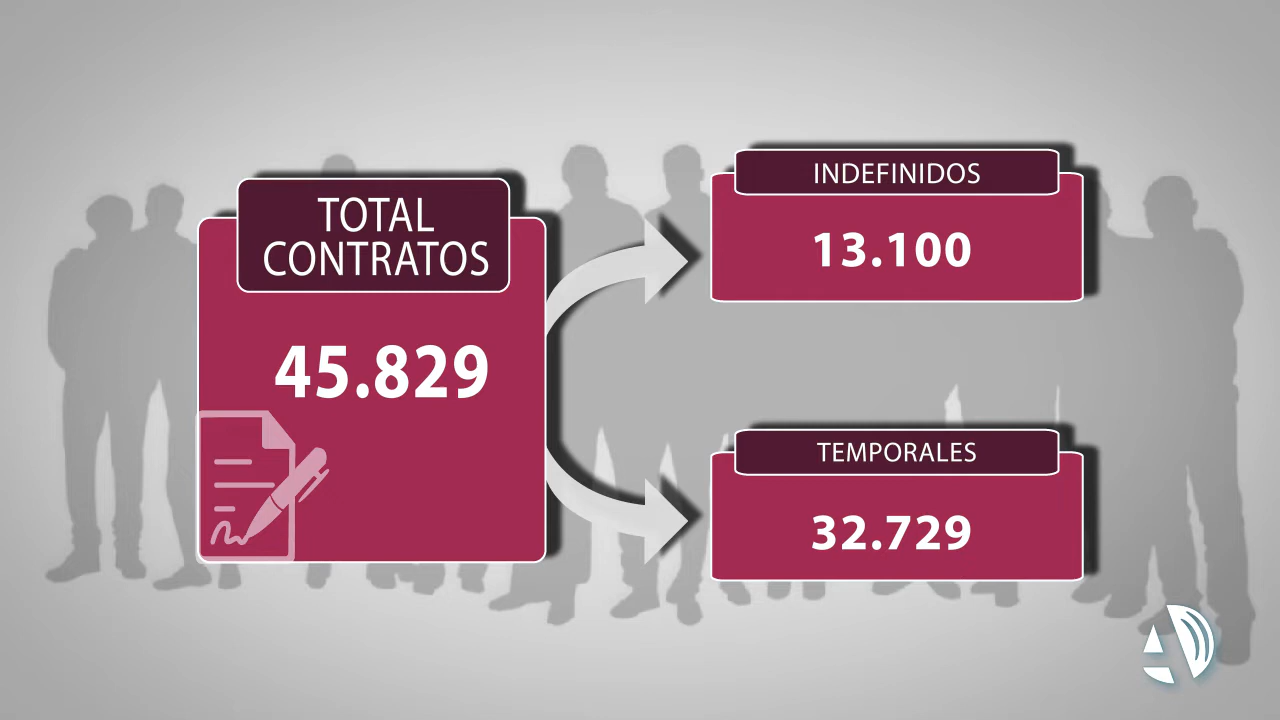 TOTAL
CONTRATOS
45.829
INDEFINIDOS
13.100
TEMPORALES
32.729